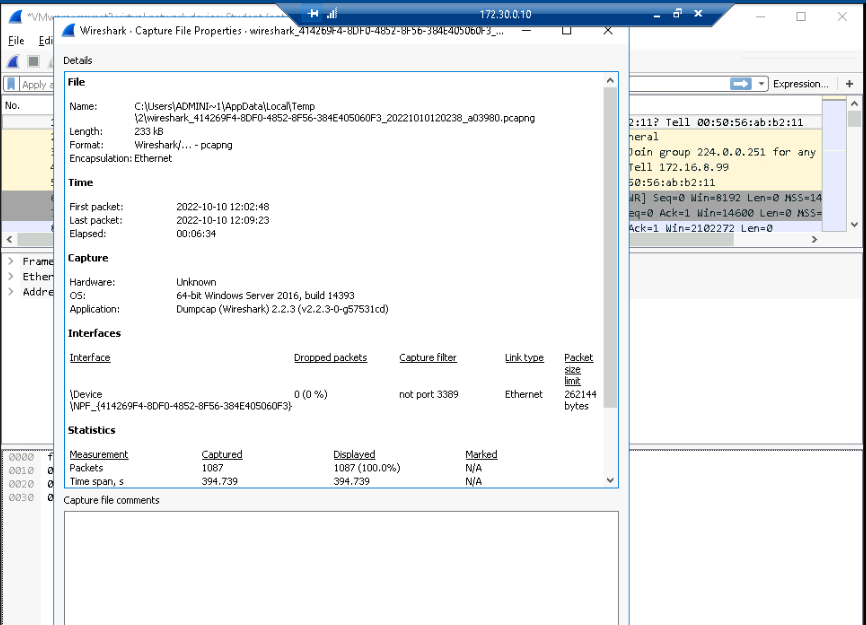 172.30.0.10
Wireshark · Capture File Properties · wireshark_414269F4-8DF0-4852-8F56-384E405060F3_...
File
Details
Apply
Expression... +
No.
File
Name: C:\Users\ADMINI~1\AppData\Local\Temp
\2\wireshark_414269F4-8DF0-4852-8F56-384E405060F3_20221010120238_a03980.pcapng
Length: 233 kB
Format: Wireshark/... - pcapng
Encapsulation: Ethernet
Time
First packet: 2022-10-10 12:02:48
Last packet: 2022-10-10 12:09:23
Elapsed: 00:06:34
Capture
Hardware: Unknown
OS: 64-bit Windows Server 2016, build 14393
Application: Dumpcap (Wireshark) 2.2.3 (v2.2.3-0-g57531cd)
Interfaces
Interface Dropped packets Capture filter Link type Packet
size
limit
\Device 0 (0 %) not port 3389 Ethernet 262144
\NPF_{414269F4-8DF0-4852-8F56-384E405060F3} bytes
Statistics
Measurement Captured Displayed Marked
Packets 1087 1087 (100.0%) N/A
Time span, s 394.739 394.739 N/A
Capture file comments
2:11? Tell 00:50:56:ab:b2:11
neral
Join group 224.0.0.251 for any
Tell 172.16.8.99
50:56:ab:b2:11
WR] Seq=0 Win=8192 Len=0 MSS=14
eq=0 Ack=1 Win=14600 Len=0 MSS=
Ack=1 Win=2102272 Len=0
Frame
Ether
Addre
0000 f
0010 0
0020 0
0030 0